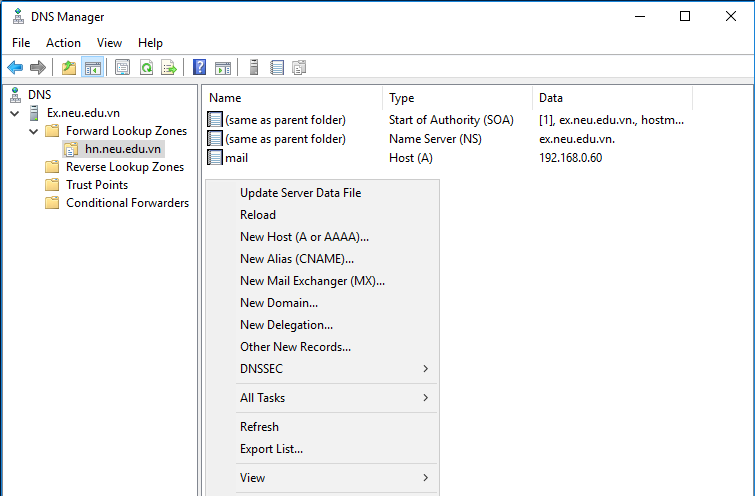 DNS Manager
File Action View Help
DNS
Ex.neu.edu.vn
Forward Lookup Zones
hn.neu.edu.vn
Reverse Lookup Zones
Trust Points
Conditional Forwarders
Name Type Data
(same as parent folder) Start of Authority (SOA) [1], ex.neu.edu.vn., hostm...
(same as parent folder) Name Server (NS) ex.neu.edu.vn.
mail Host (A) 192.168.0.60
Update Server Data File
Reload
New Host (A or AAAA)...
New Alias (CNAME)...
New Mail Exchanger (MX)...
New Domain...
New Delegation...
Other New Records...
DNSSEC
All Tasks
Refresh
Export List...
View